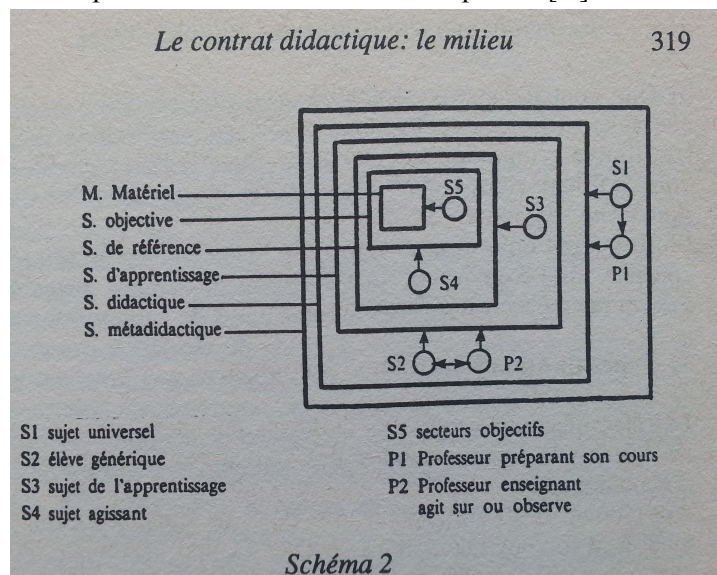 Le contrat didactique: le milieu 319
M. Matériel
S. objective
S. de référence
S. d'apprentissage
S. didactique
S. métadidactique
S5
S3
S4
S1
P1
S2
P2
S1 sujet universel
S2 élève générique
S3 sujet de l'apprentissage
S4 sujet agissant
S5 secteurs objectifs
P1 Professeur préparant son cours
P2 Professeur enseignant
agit sur ou observe
Schéma 2